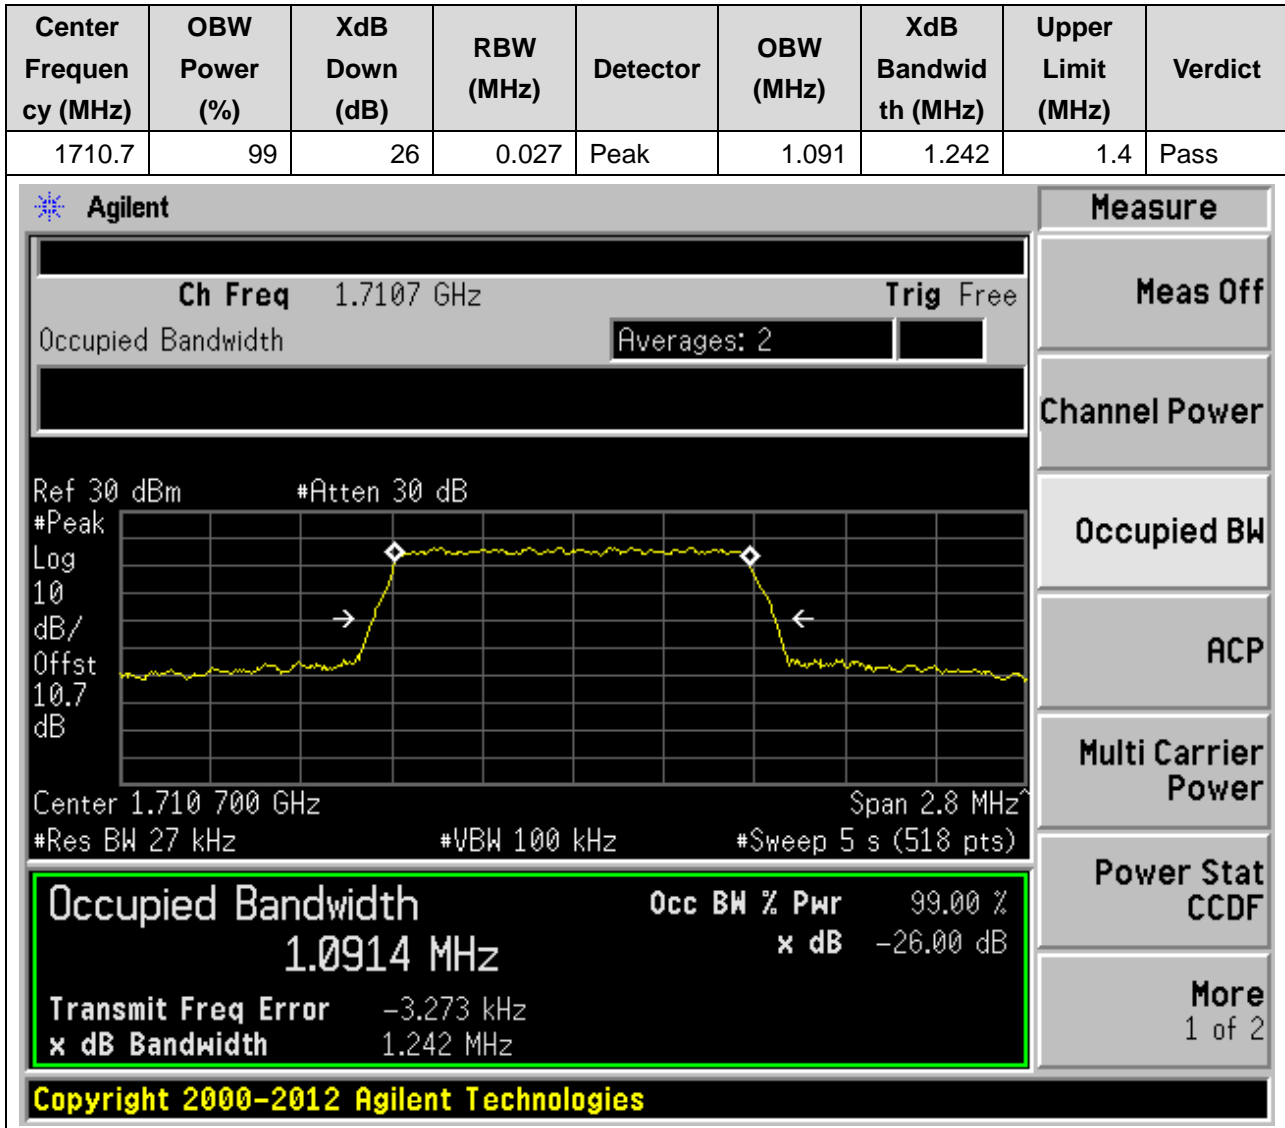 Center Frequen cy (MHz)
OBW Power (%)
XdB Down (dB)
RBW (MHz)
Detector
OBW (MHz)
XdB Bandwid th (MHz)
Upper Limit (MHz)
Verdict
1710.7 99 26 0.027 Peak 1.091 1.242 1.4 Pass
Agilent
Measure
Ch Freq 1.7107 GHz Trig Free
Occupied Bandwidth Averages: 2
Ref 30 dBm #Atten 30 dB
#Peak
Log
10
dB/
Offst
10.7
dB
Center 1.710 700 GHz Span 2.8 MHz^
#Res BW 27 kHz #VBW 100 kHz #Sweep 5 s (518 pts)
Occupied Bandwidth
1.0914 MHz
Occ BW % Pwr 99.00 %
x dB -26.00 dB
Transmit Freq Error -3.273 kHz
x dB Bandwidth 1.242 MHz
Meas Off
Channel Power
Occupied BW
ACP
Multi Carrier
Power
Power Stat
CCDF
More
1 of 2
Copyright 2000-2012 Agilent Technologies